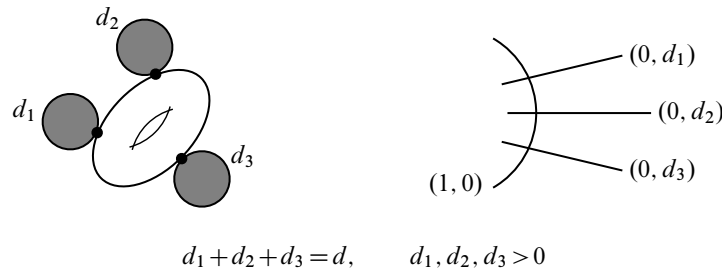 d₂
d₁
d₃
(0, d₁)
(0, d₂)
(0, d₃)
(1, 0)
d₁+d₂+d₃=d, d₁,d₂,d₃>0